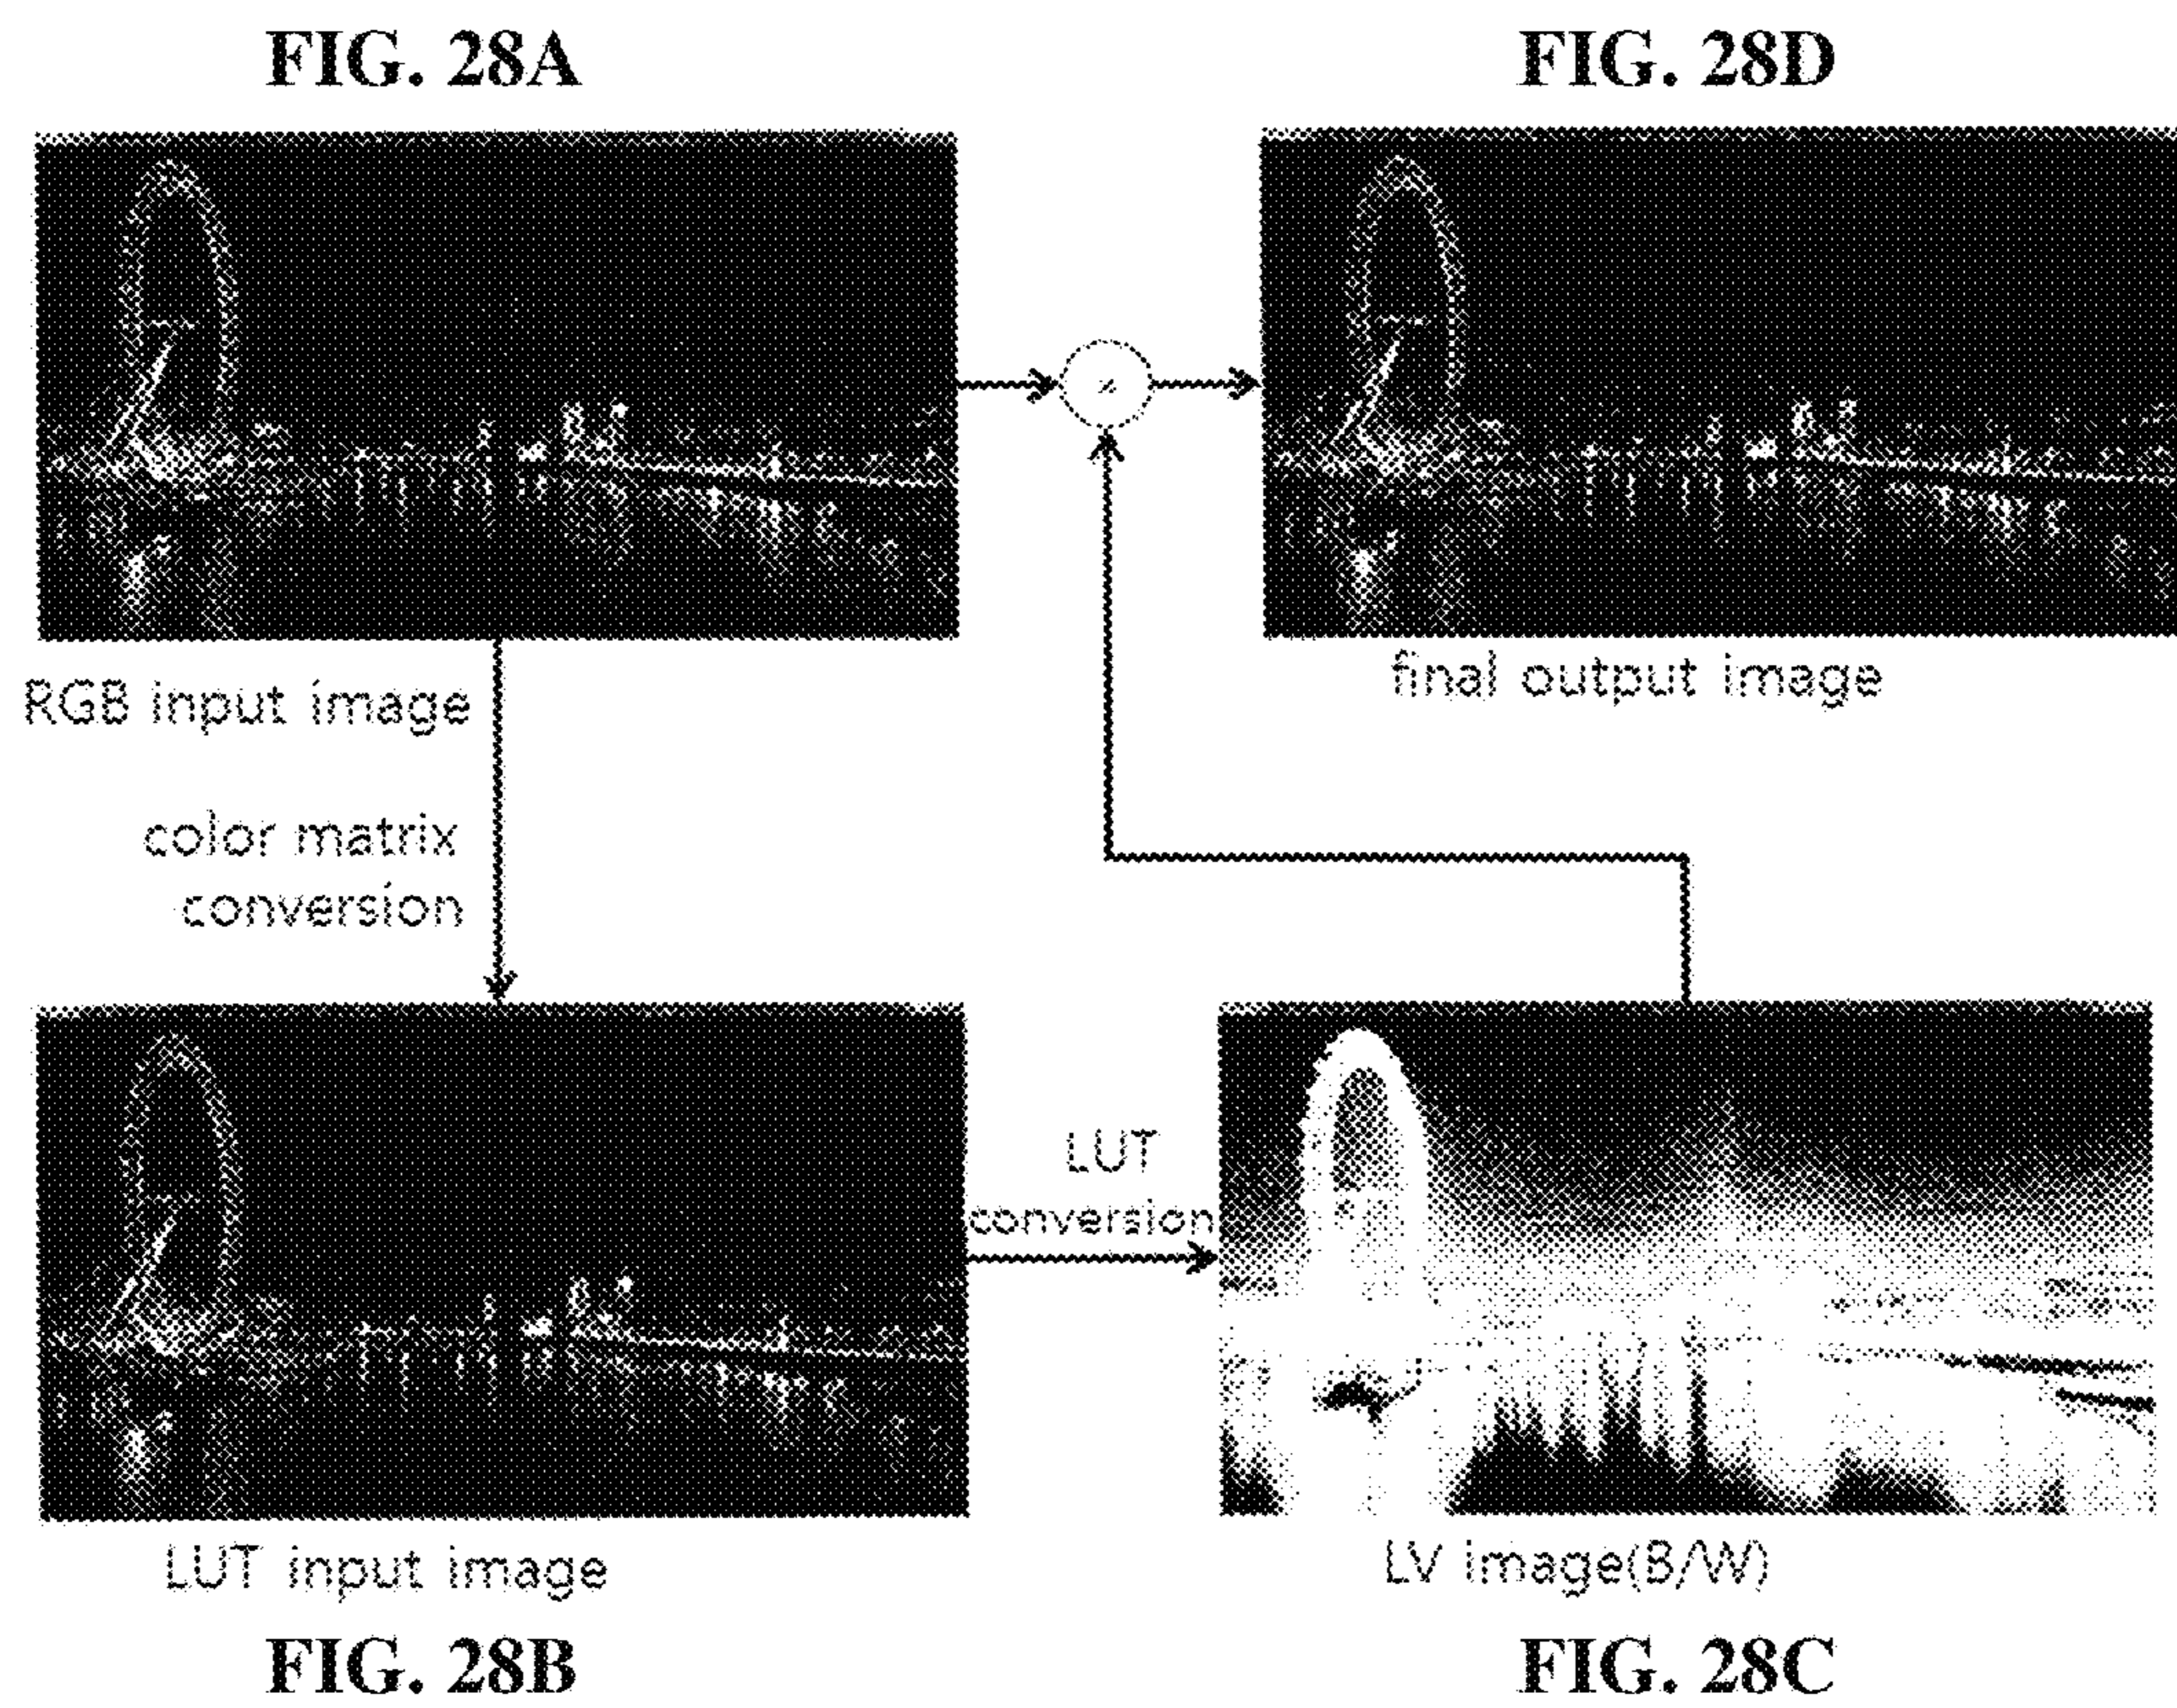 FIG. 28A
FIG. 28D
RGB input image
final output image
color matrix
conversion
LUT
conversion
LUT input image
LV image(B/W)
FIG. 28B
FIG. 28C